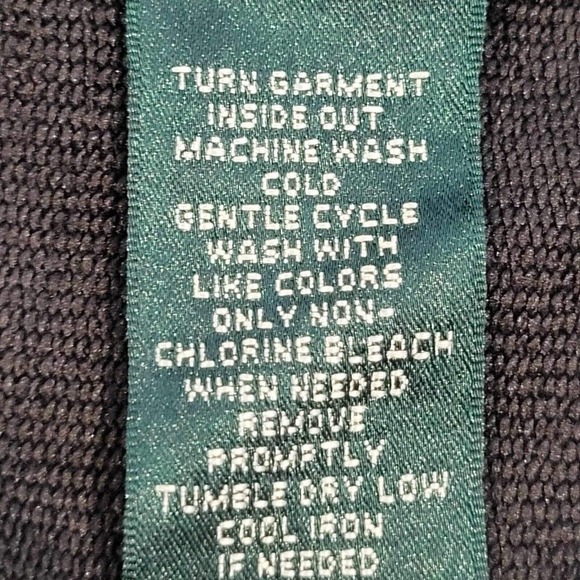 TURN GARMENT
INSIDE OUT
MACHINE WASH
COLD
GENTLE CYCLE
WASH WITH
LIKE COLORS
ONLY NON-
CHLORINE BLEACH
WHEN NEEDED
REMOVE
PROMPTLY
TUMBLE DRY LOW
COOL IRON
IF NEEDED